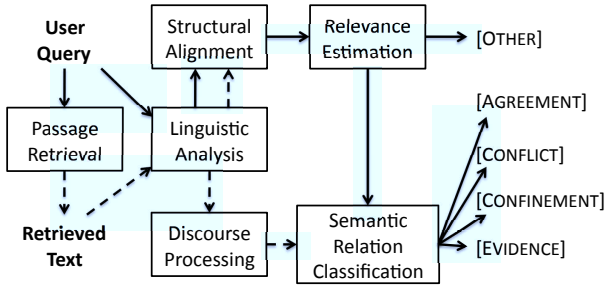 User
Query
Structural
Alignment
Relevance
Estimation
[OTHER]
Passage
Retrieval
Linguistic
Analysis
[AGREEMENT]
[CONFLICT]
[CONFINEMENT]
[EVIDENCE]
Retrieved
Text
Discourse
Processing
Semantic
Relation
Classification